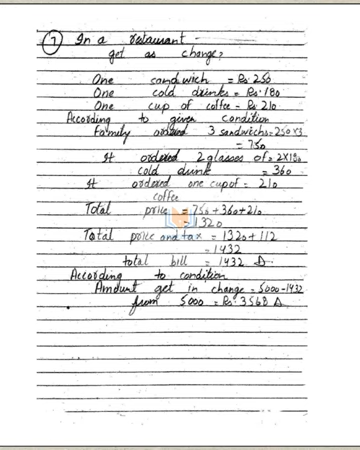 7 In a restaurant -
get as change?
One sandwich = Rs. 250
One cold drinks = Rs. 180
One cup of coffee = Rs 210
According to given condition
Family ordered 3 sandwichs = 250×3
= 750
It ordered 2 glasses of = 2×180
cold drink = 360
It ordered one cup of = 210
coffee
Total price = 750+360+210
= 1320
Total price and tax = 1320+112
= 1432
total bill = 1432
According to condition
Amount get in change = 5000-1432
from 5000 = Rs. 3568